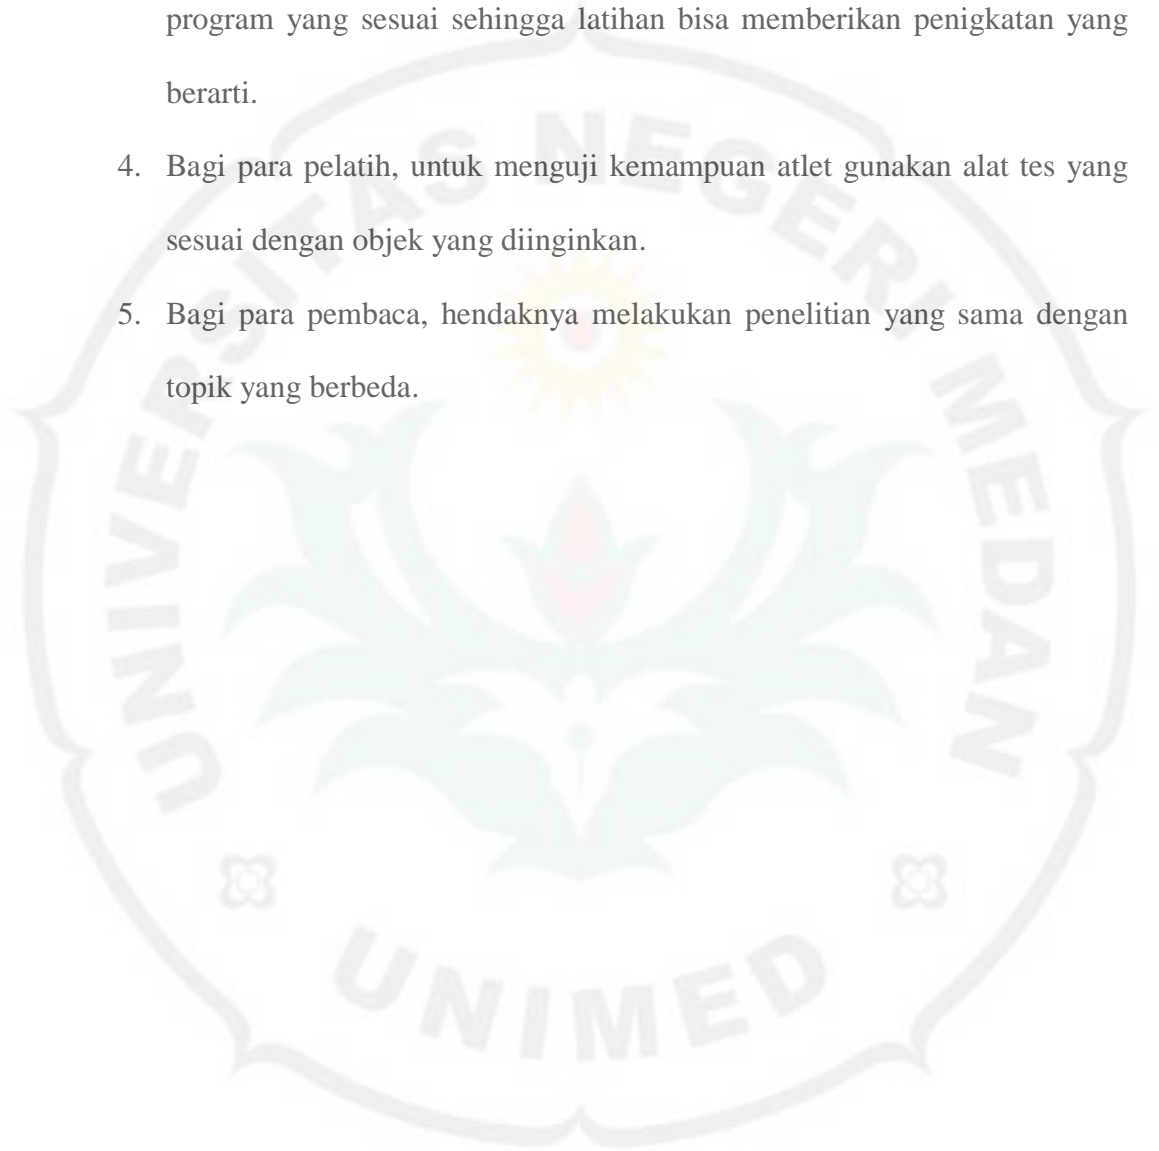 program yang sesuai sehingga latihan bisa memberikan penigkatan yang
berarti.
4. Bagi para pelatih, untuk menguji kemampuan atlet gunakan alat tes yang
sesuai dengan objek yang diinginkan.
5. Bagi para pembaca, hendaknya melakukan penelitian yang sama dengan
topik yang berbeda.
UNIVERSITAS NEGERI MEDAN
UNIMED